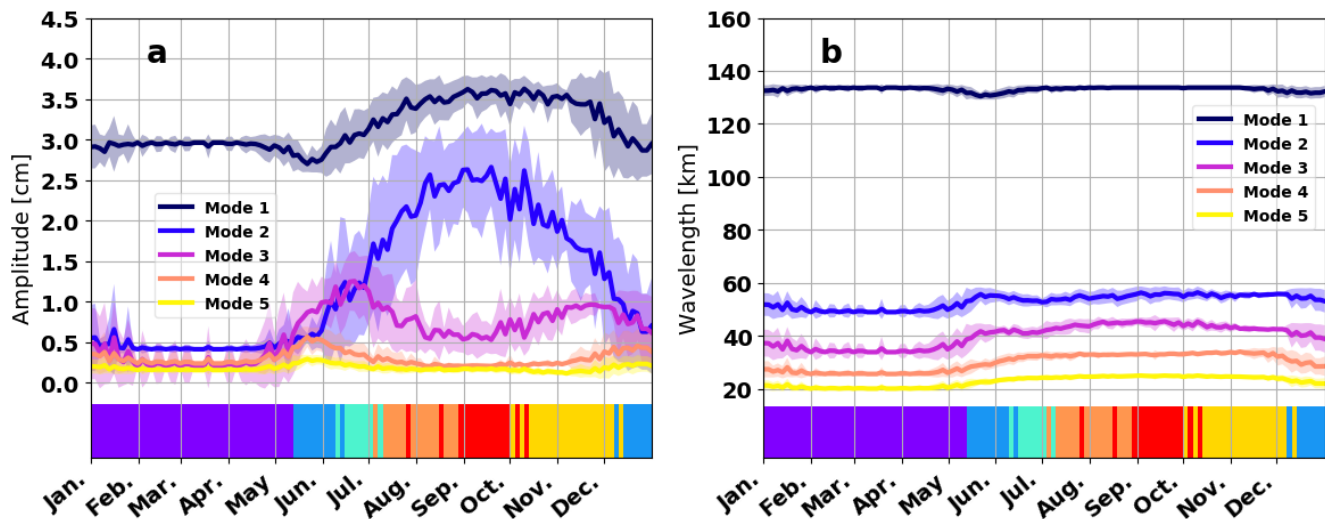 a
Amplitude [cm]
4.5
4.0
3.5
3.0
2.5
2.0
1.5
1.0
0.5
0.0
Mode 1
Mode 2
Mode 3
Mode 4
Mode 5
Jan.
Feb.
Mar.
Apr.
May
Jun.
Jul.
Aug.
Sep.
Oct.
Nov.
Dec.
b
Wavelength [km]
160
140
120
100
80
60
40
20
Mode 1
Mode 2
Mode 3
Mode 4
Mode 5
Jan.
Feb.
Mar.
Apr.
May
Jun.
Jul.
Aug.
Sep.
Oct.
Nov.
Dec.